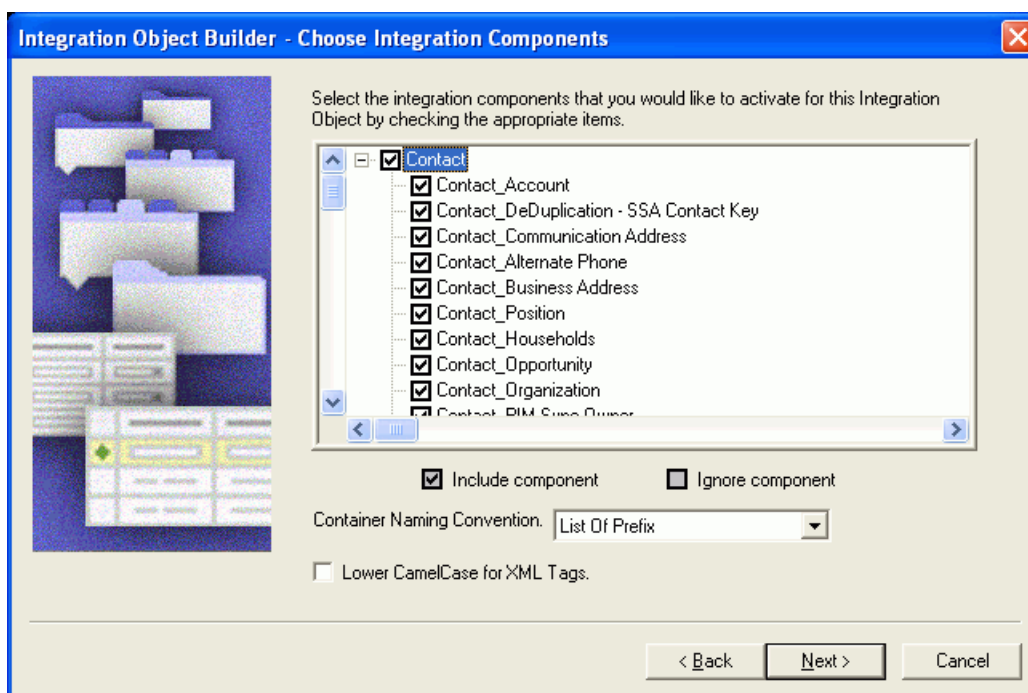 Integration Object Builder - Choose Integration Components
Select the integration components that you would like to activate for this Integration
Object by checking the appropriate items.
Contact
Contact_Account
Contact_DeDuplication - SSA Contact Key
Contact_Communication Address
Contact_Alternate Phone
Contact_Business Address
Contact_Position
Contact_Households
Contact_Opportunity
Contact_Organization
Contact_PIM Sync Owner
Include component
Ignore component
Container Naming Convention.
List Of Prefix
Lower CamelCase for XML Tags.
< Back
Next >
Cancel